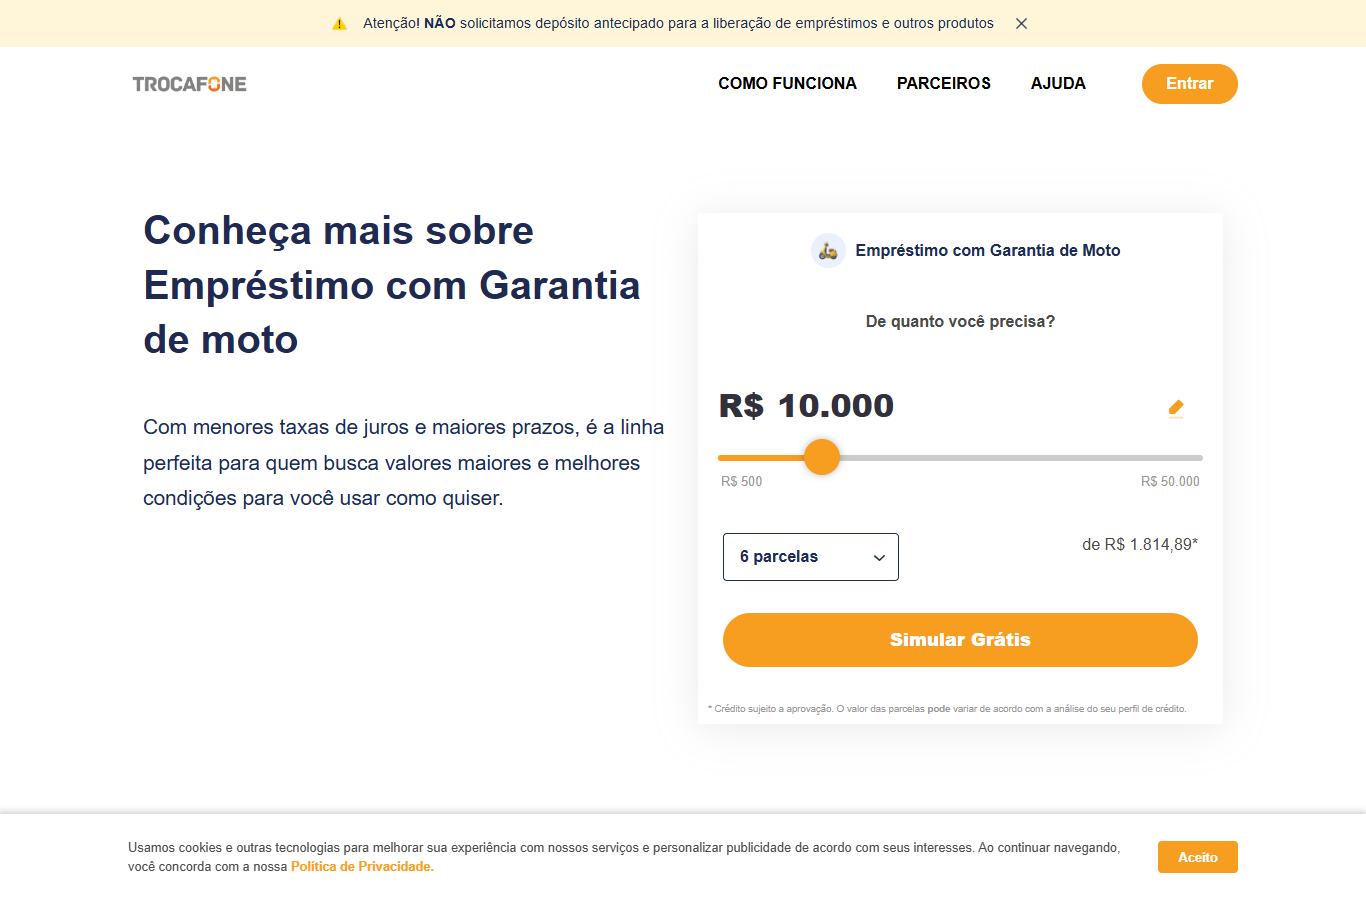 Atenção! NÃO solicitamos depósito antecipado para a liberação de empréstimos e outros produtos
TROCAFONE
COMO FUNCIONA
PARCEIROS
AJUDA
Entrar
Conheça mais sobre
Empréstimo com Garantia
de moto
Com menores taxas de juros e maiores prazos, é a linha
perfeita para quem busca valores maiores e melhores
condições para você usar como quiser.
Empréstimo com Garantia de Moto
De quanto você precisa?
R$ 10.000
R$ 500
R$ 50.000
6 parcelas
de R$ 1.814,89*
Simular Grátis
* Crédito sujeito a aprovação. O valor das parcelas pode variar de acordo com a análise do seu perfil de crédito.
Usamos cookies e outras tecnologias para melhorar sua experiência com nossos serviços e personalizar publicidade de acordo com seus interesses. Ao continuar navegando,
você concorda com a nossa Política de Privacidade.
Aceito